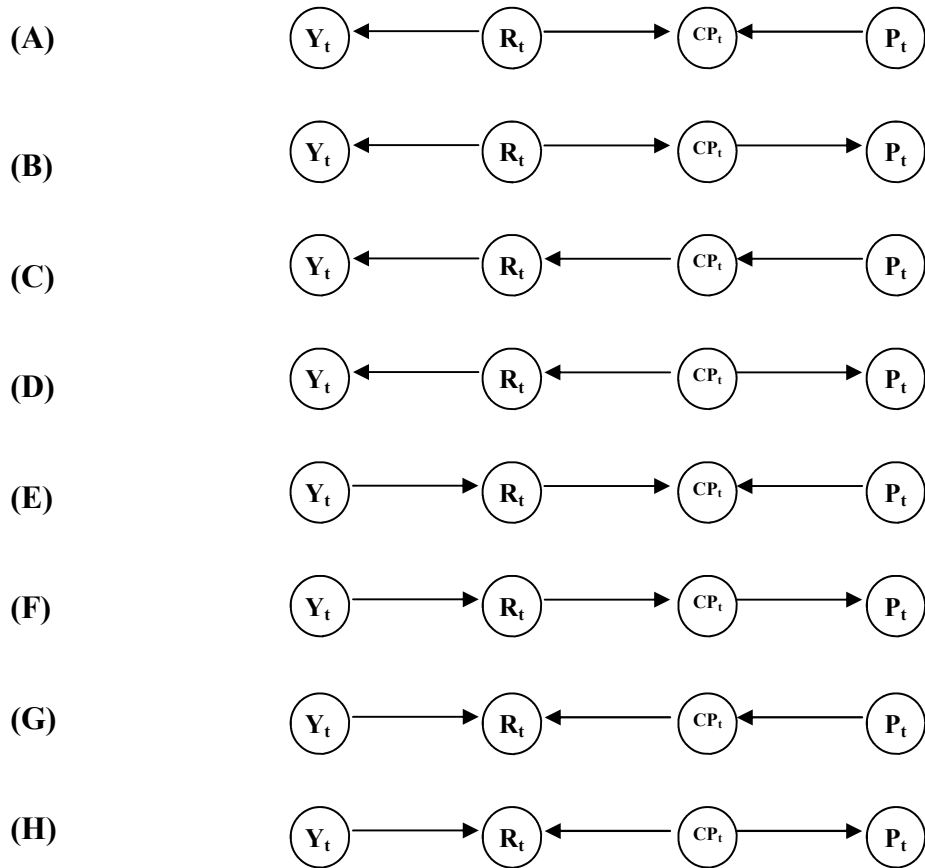 (A) Yt Rt CPt Pt
(B) Yt Rt CPt Pt
(C) Yt Rt CPt Pt
(D) Yt Rt CPt Pt
(E) Yt Rt CPt Pt
(F) Yt Rt CPt Pt
(G) Yt Rt CPt Pt
(H) Yt Rt CPt Pt